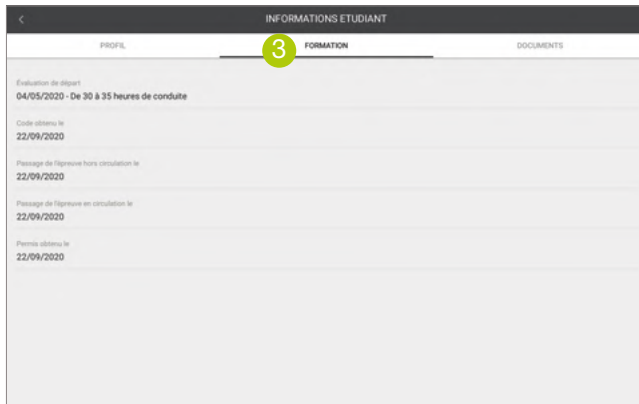 INFORMATIONS ETUDIANT
PROFIL
3
FORMATION
DOCUMENTS
Évaluation de départ
04/05/2020 - De 30 à 35 heures de conduite
Code obtenu le
22/09/2020
Passage de l'épreuve hors circulation le
22/09/2020
Passage de l'épreuve en circulation le
22/09/2020
Permis obtenu le
22/09/2020